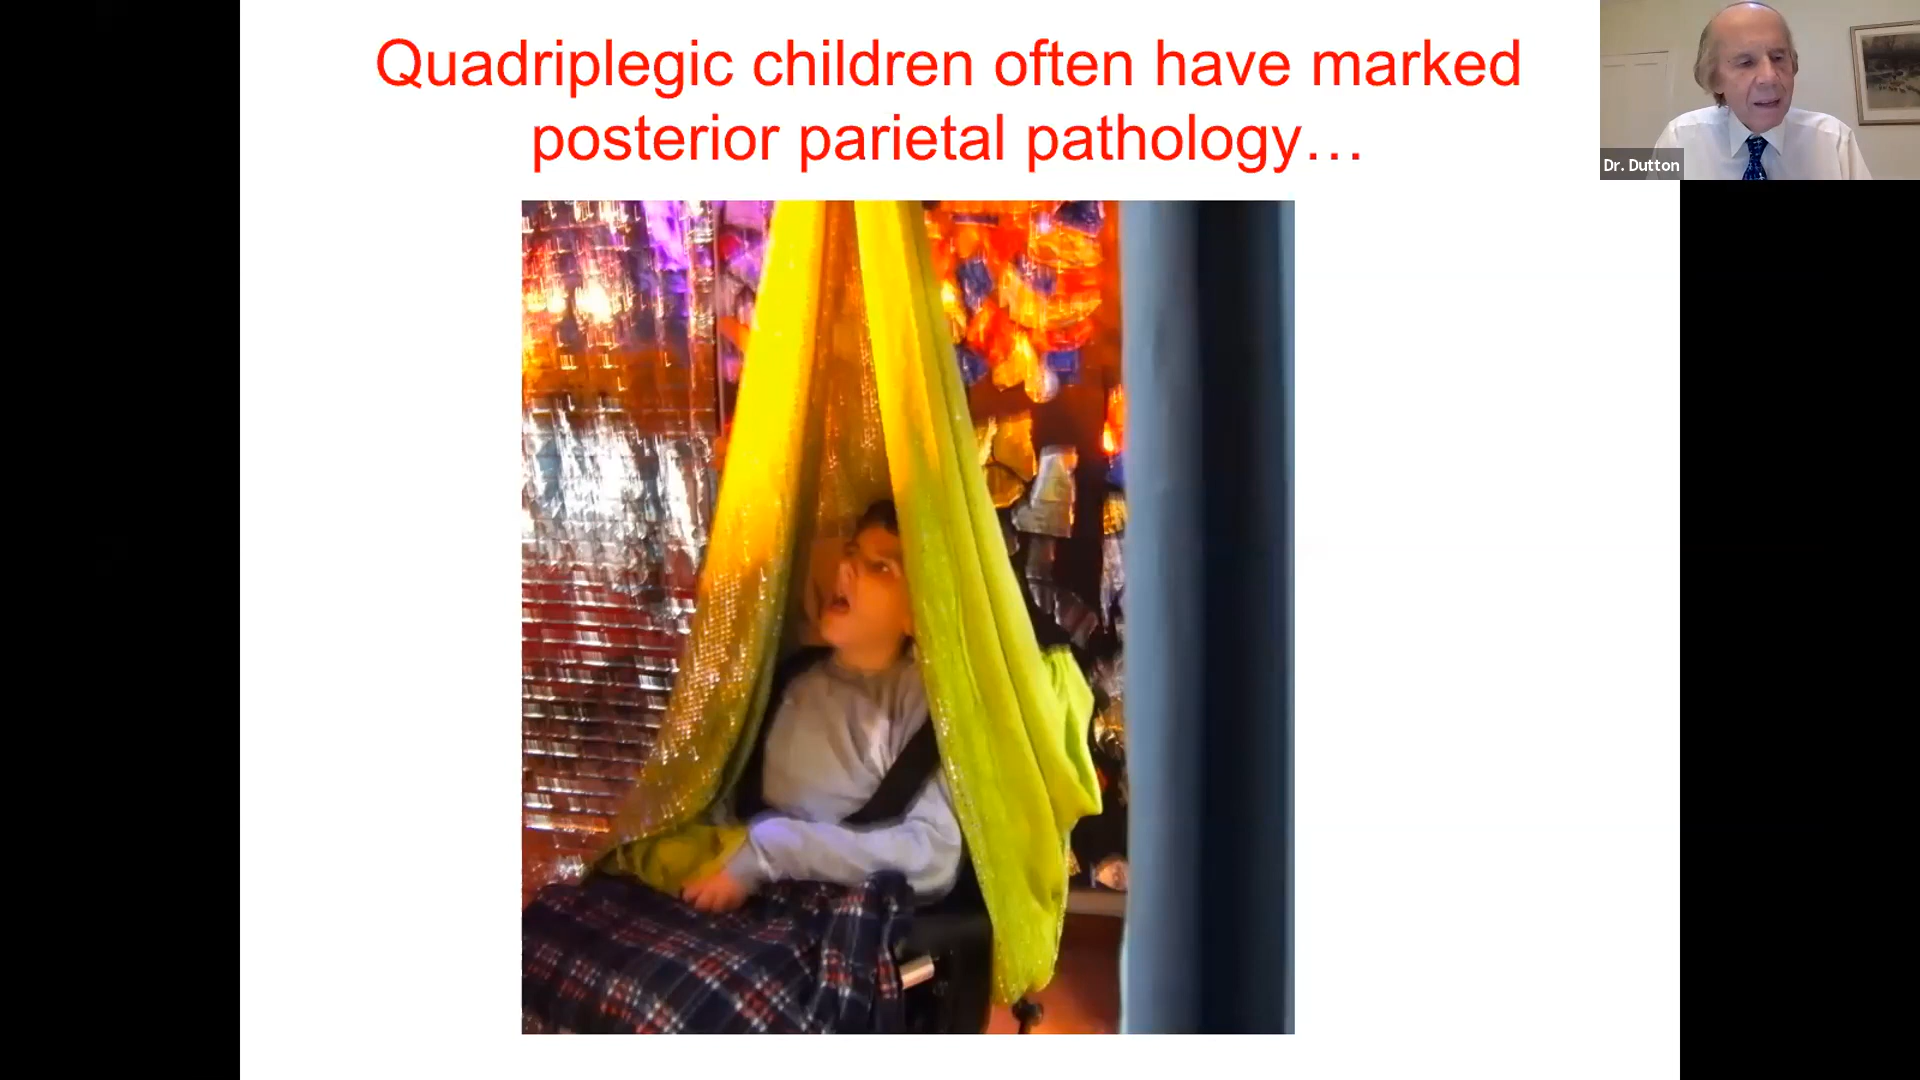 Quadriplegic children often have marked
posterior parietal pathology…
Dr. Dutton